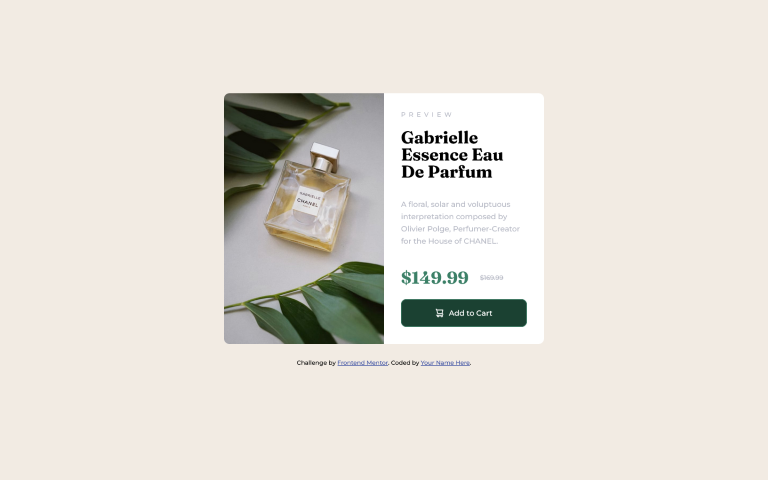 PREVIEW
Gabrielle
Essence Eau
De Parfum
A floral, solar and voluptuous
interpretation composed by
Olivier Polge, Perfumer-Creator
for the House of CHANEL.
$149.99 $169.99
Add to Cart
GABRIELLE
CHANEL
Challenge by Frontend Mentor. Coded by Your Name Here.